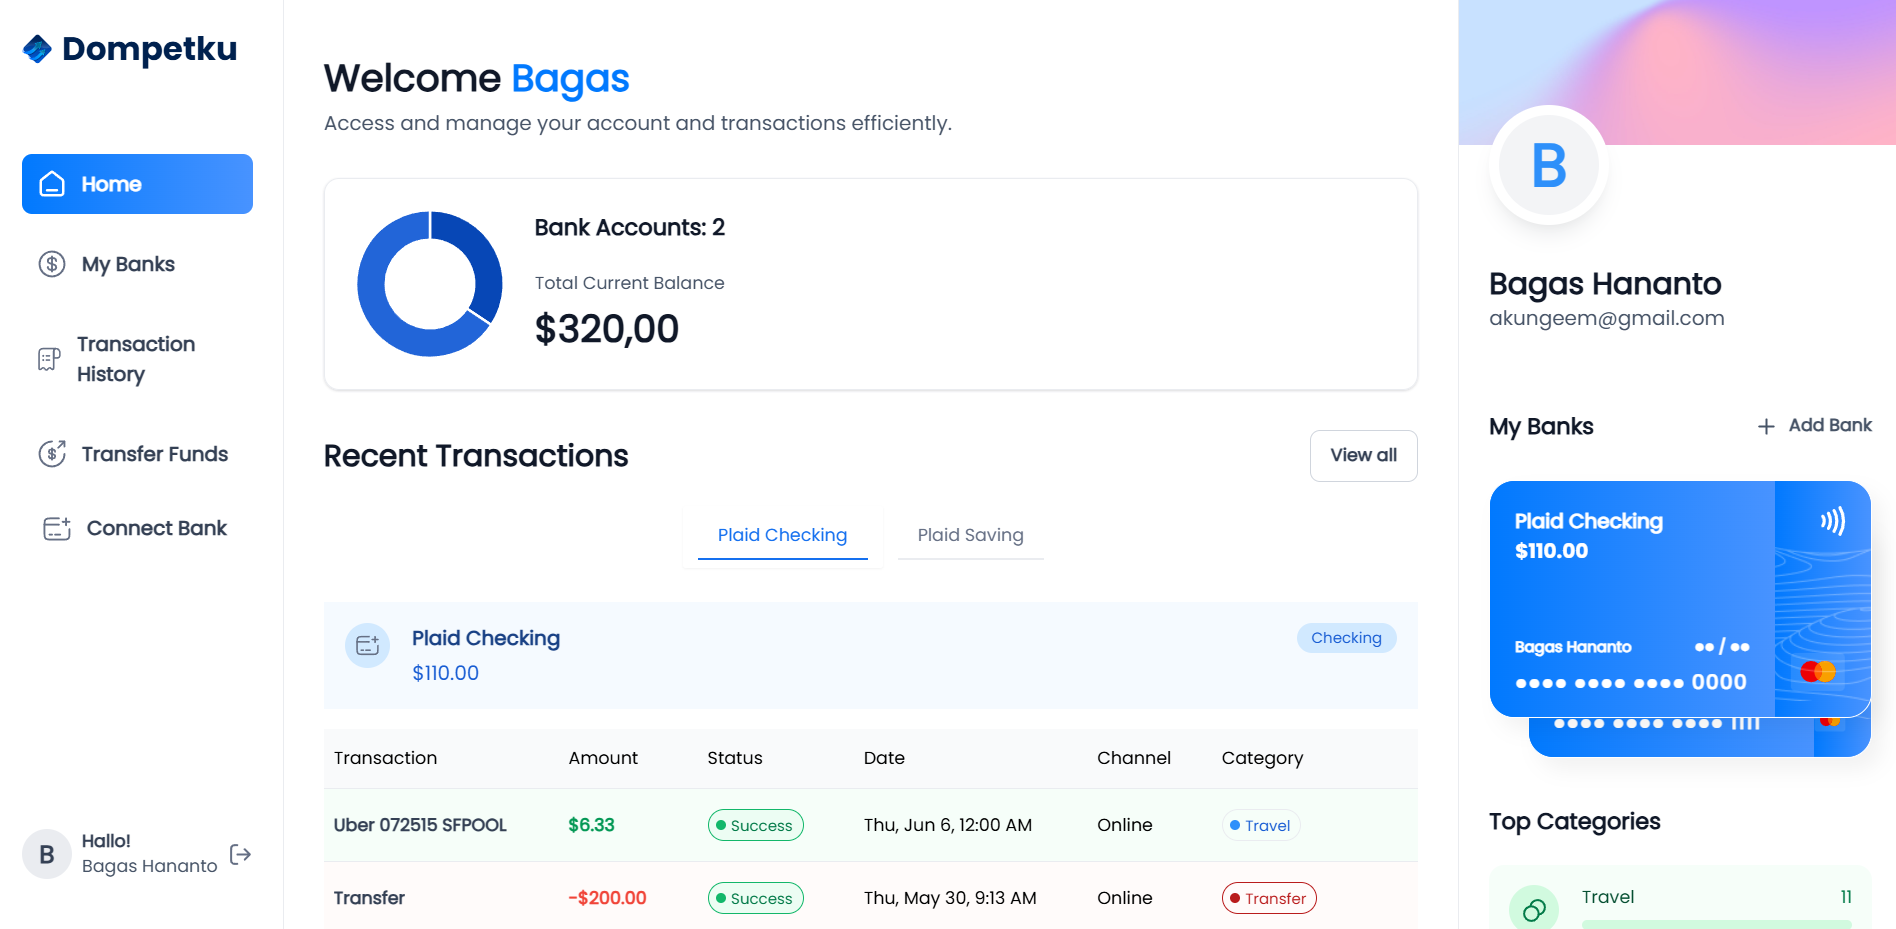 Dompetku
Home
My Banks
Transaction
History
Transfer Funds
Connect Bank
B
Hallo!
Bagas Hananto
Welcome Bagas
Access and manage your account and transactions efficiently.
Bank Accounts: 2
Total Current Balance
$320,00
Recent Transactions
View all
Plaid Checking
Plaid Saving
Plaid Checking
$110.00
Checking
Transaction Amount Status Date Channel Category
Uber 072515 SFPOOL $6.33 Success Thu, Jun 6, 12:00 AM Online Travel
Transfer -$200.00 Success Thu, May 30, 9:13 AM Online Transfer
B
Bagas Hananto
akungeem@gmail.com
My Banks
+ Add Bank
Plaid Checking
$110.00
Bagas Hananto ●● / ●●
●●●● ●●●● ●●●● 0000
●●●● ●●●● ●●●● 1111
Top Categories
Travel 11